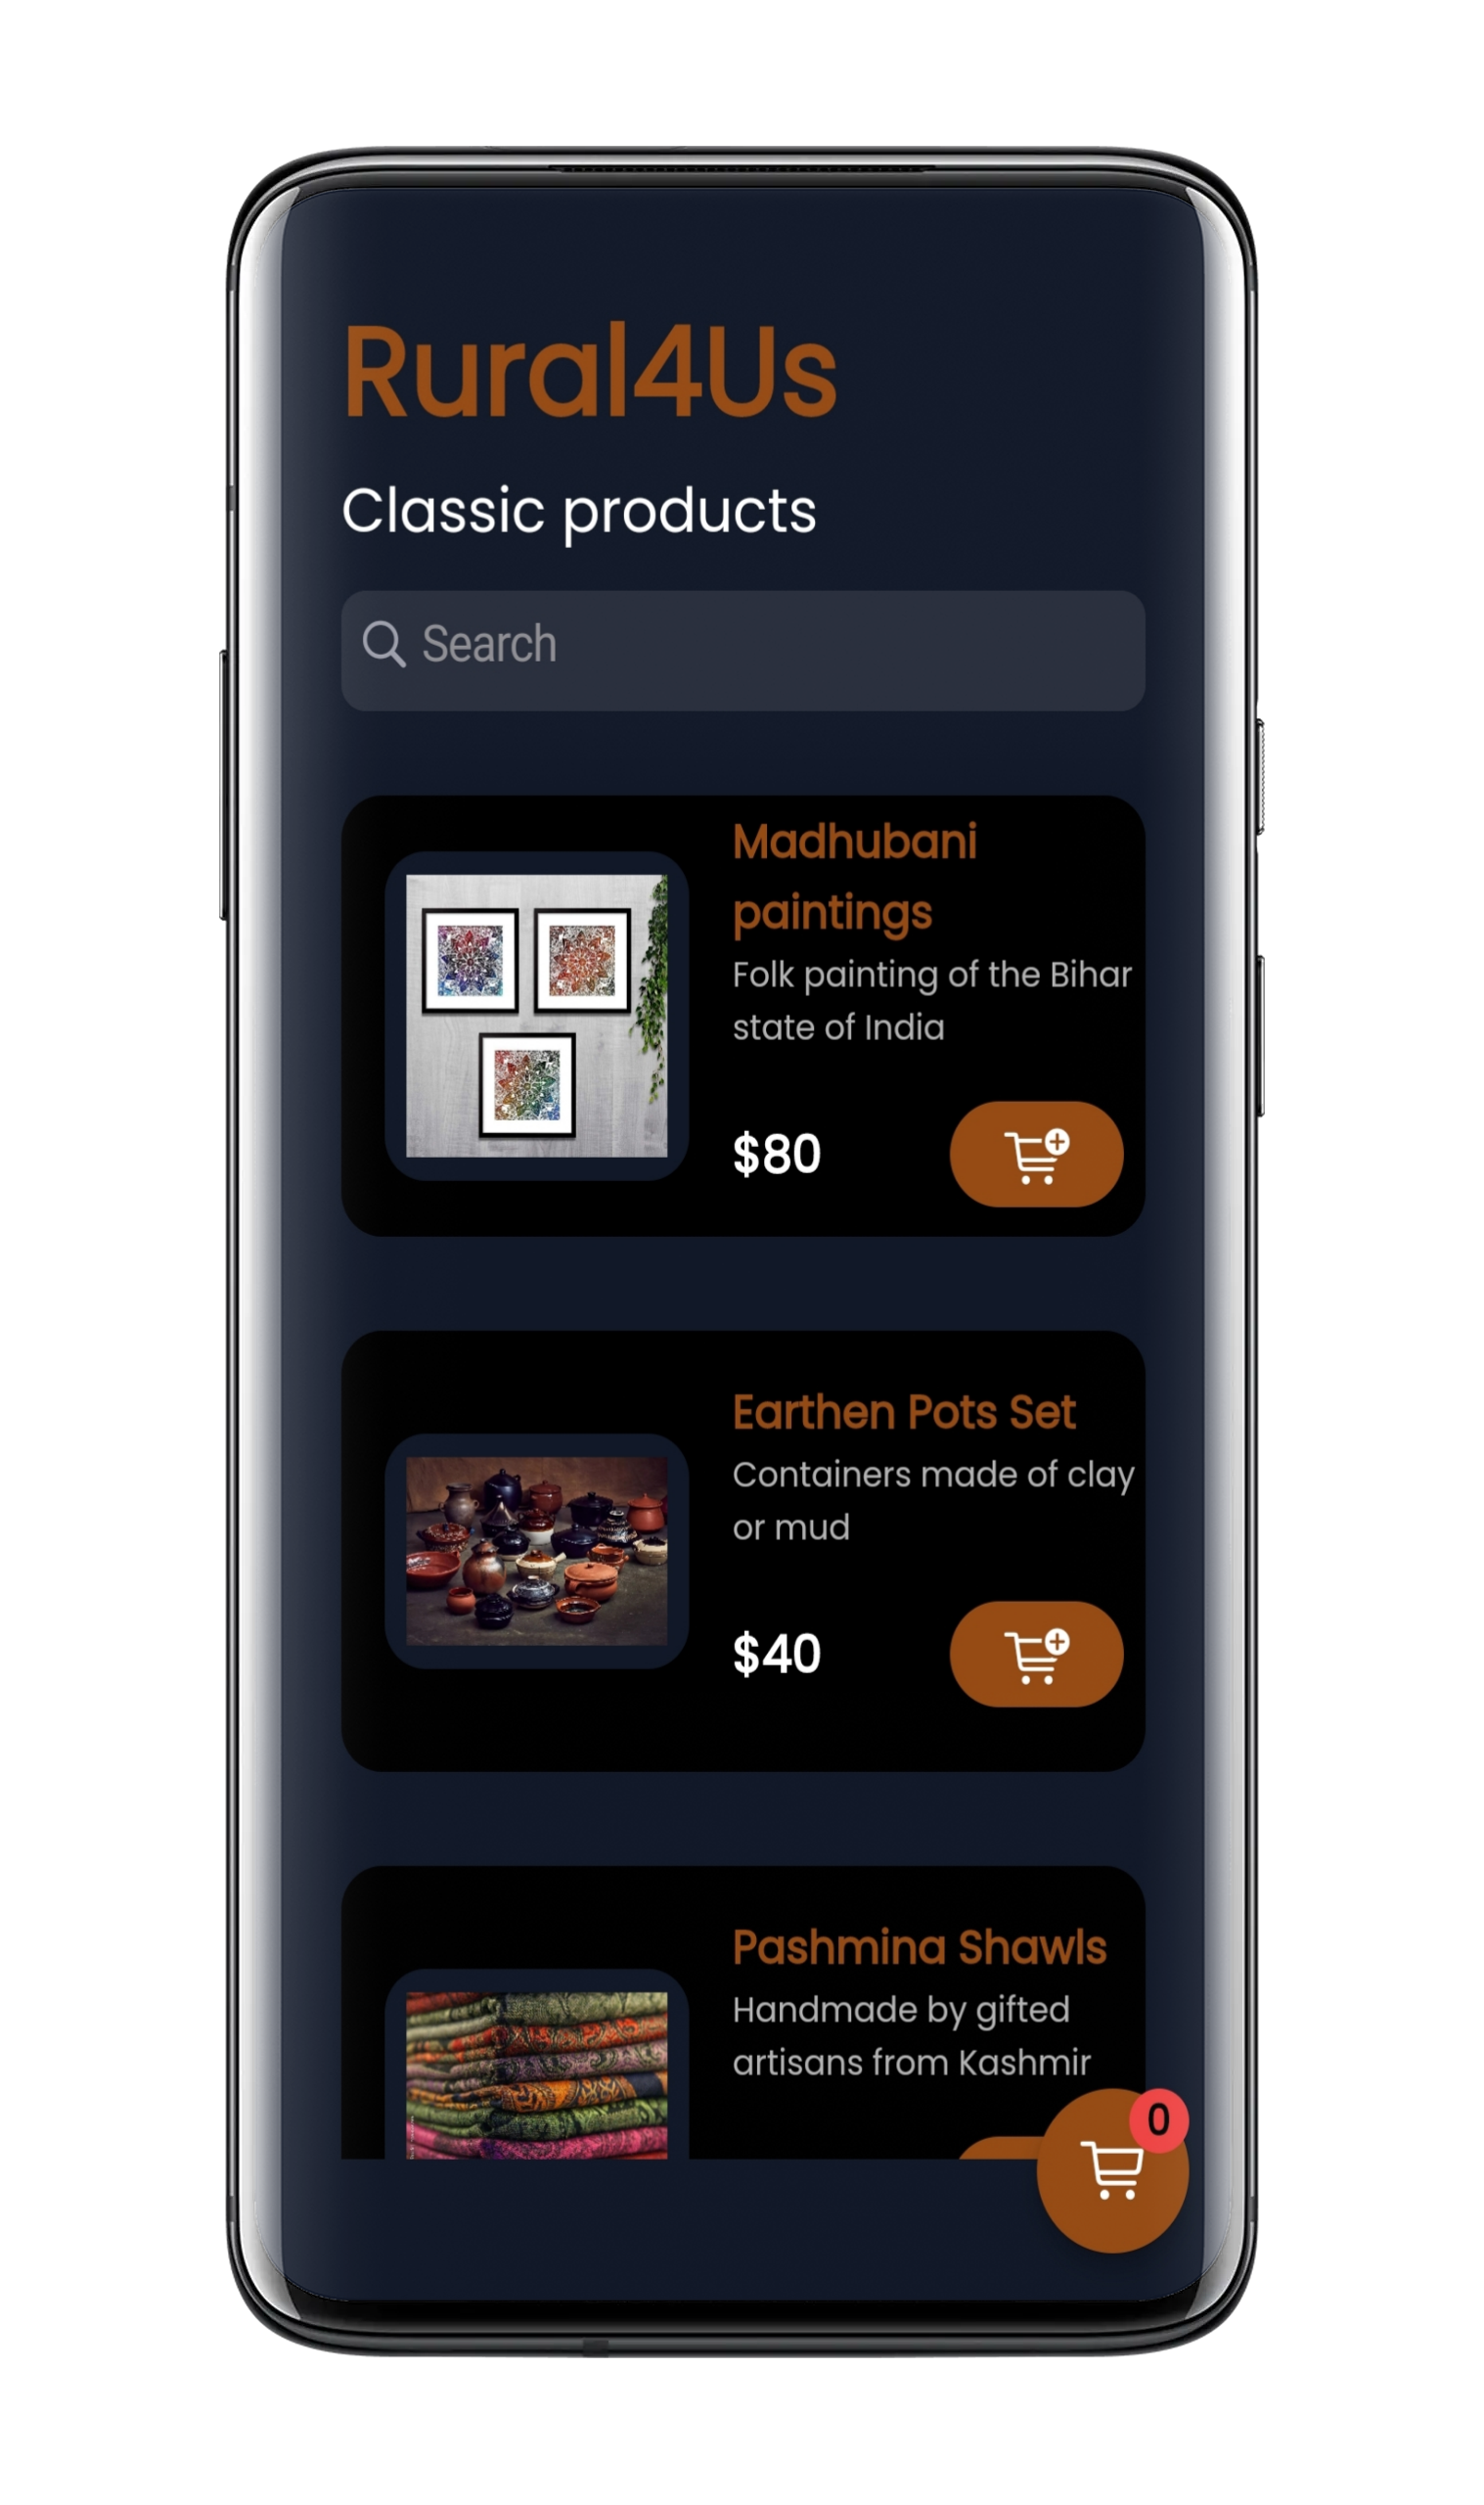 Rural4Us
Classic products
Search
Madhubani
paintings
Folk painting of the Bihar
state of India
$80
Earthen Pots Set
Containers made of clay
or mud
$40
Pashmina Shawls
Handmade by gifted
artisans from Kashmir
0